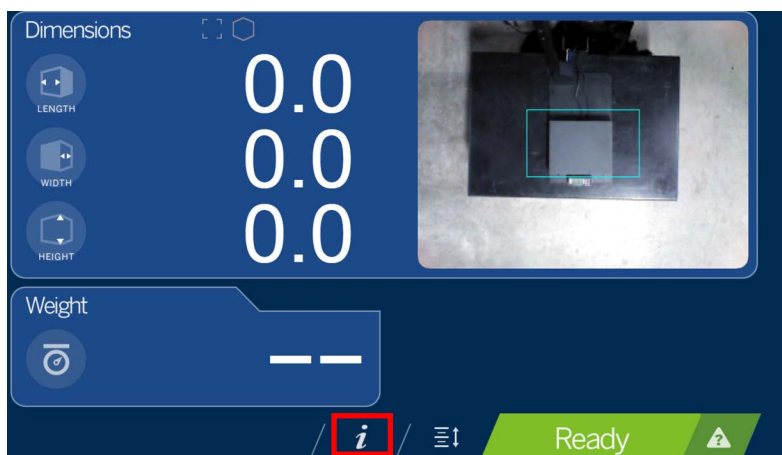 Dimensions
0.0
LENGTH
0.0
WIDTH
0.0
HEIGHT
Weight
--
i
Ready
?